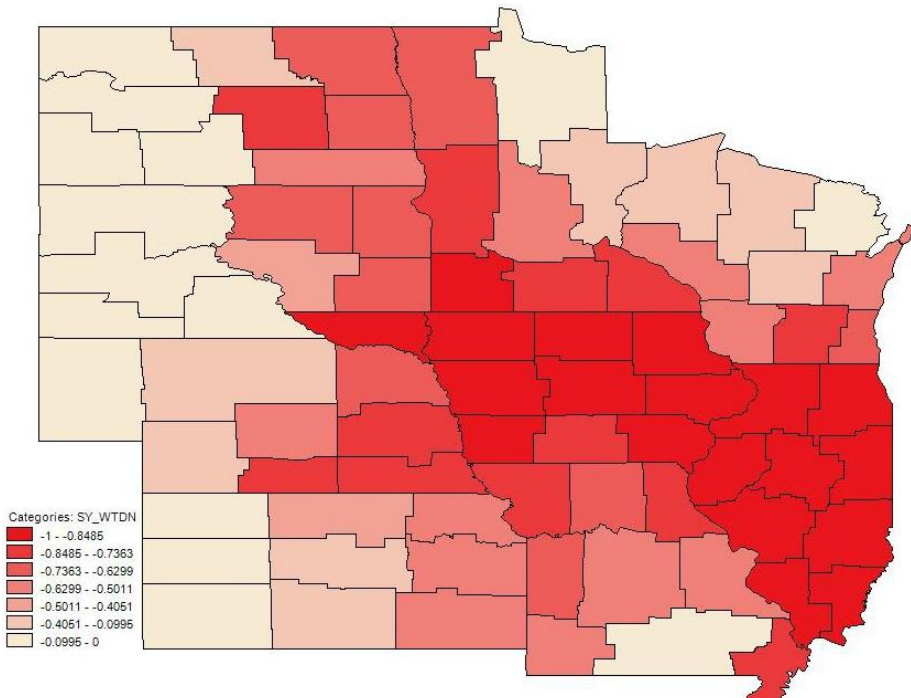 Categories: SY_WTDN
-1 - -0.8485
-0.8485 - -0.7363
-0.7363 - -0.6299
-0.6299 - -0.5011
-0.5011 - -0.4051
-0.4051 - -0.0995
-0.0995 - 0